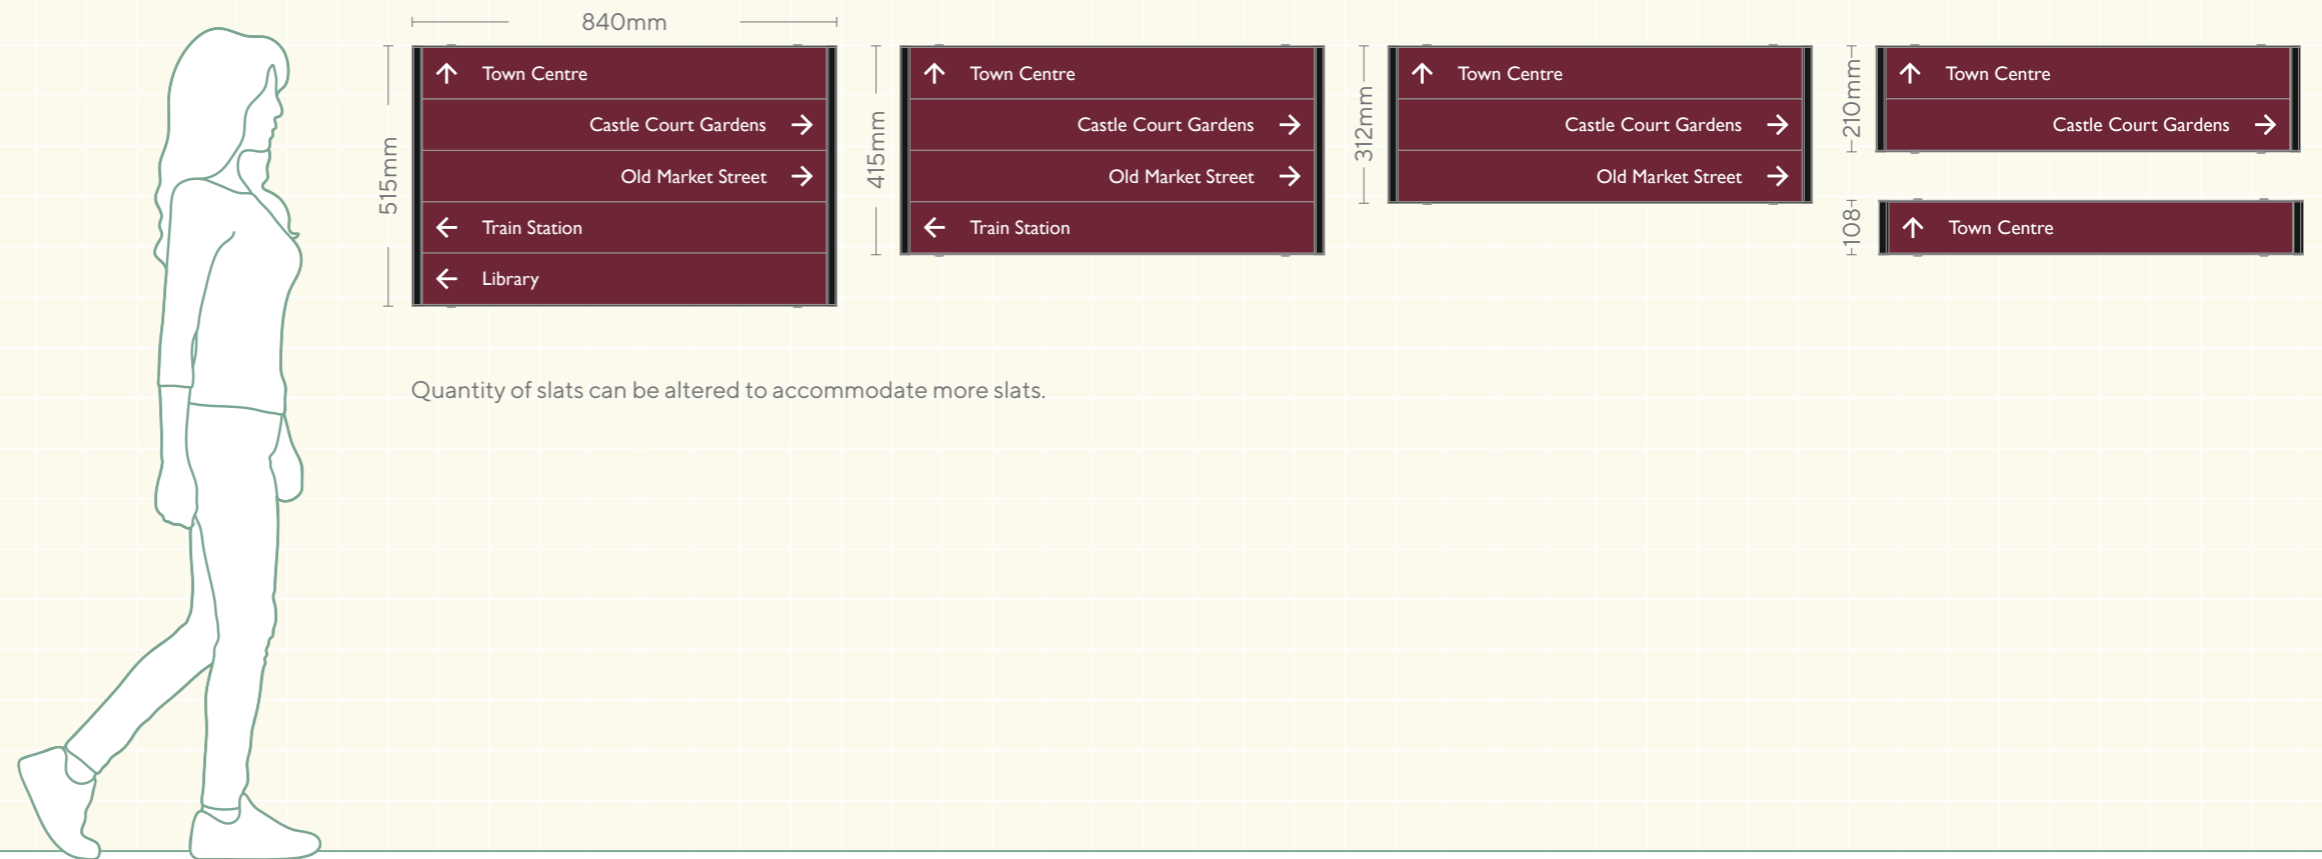 840mm
515mm
↑ Town Centre
Castle Court Gardens →
Old Market Street →
← Train Station
← Library
415mm
↑ Town Centre
Castle Court Gardens →
Old Market Street →
← Train Station
312mm
↑ Town Centre
Castle Court Gardens →
Old Market Street →
210mm
↑ Town Centre
Castle Court Gardens →
108
↑ Town Centre
Quantity of slats can be altered to accommodate more slats.